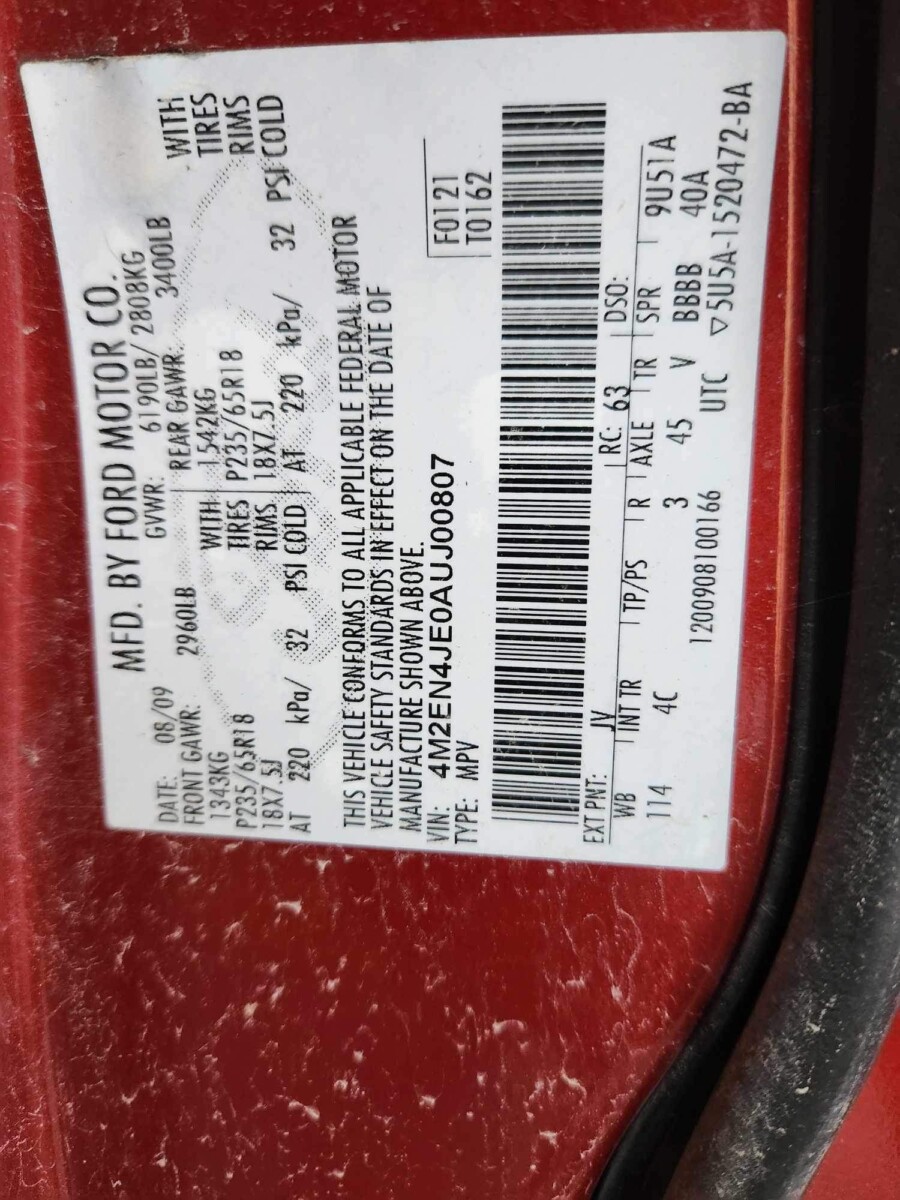 MFD. BY FORD MOTOR CO.
DATE: 08/09 GVWR: 6190LB/ 2808KG
FRONT GAWR: 2960LB REAR GAWR: 3400LB
1343KG WITH 1542KG WITH
P235/65R18 TIRES P235/65R18 TIRES
18X7.5J RIMS 18X7.5J RIMS
AT 220 kPa/ 32 PSI COLD AT 220 kPa/ 32 PSI COLD
THIS VEHICLE CONFORMS TO ALL APPLICABLE FEDERAL MOTOR
VEHICLE SAFETY STANDARDS IN EFFECT ON THE DATE OF
MANUFACTURE SHOWN ABOVE.
VIN: 4M2EN4JE0AUJ00807 F0121
TYPE: MPV T0162
EXT PNT: JV RC: 63 DSO:
WB INT TR TP/PS R AXLE TR SPR 9U51A
114 4C 3 45 V BBBB 40A
1200908100166 UTC ▽5U5A-1520472-BA